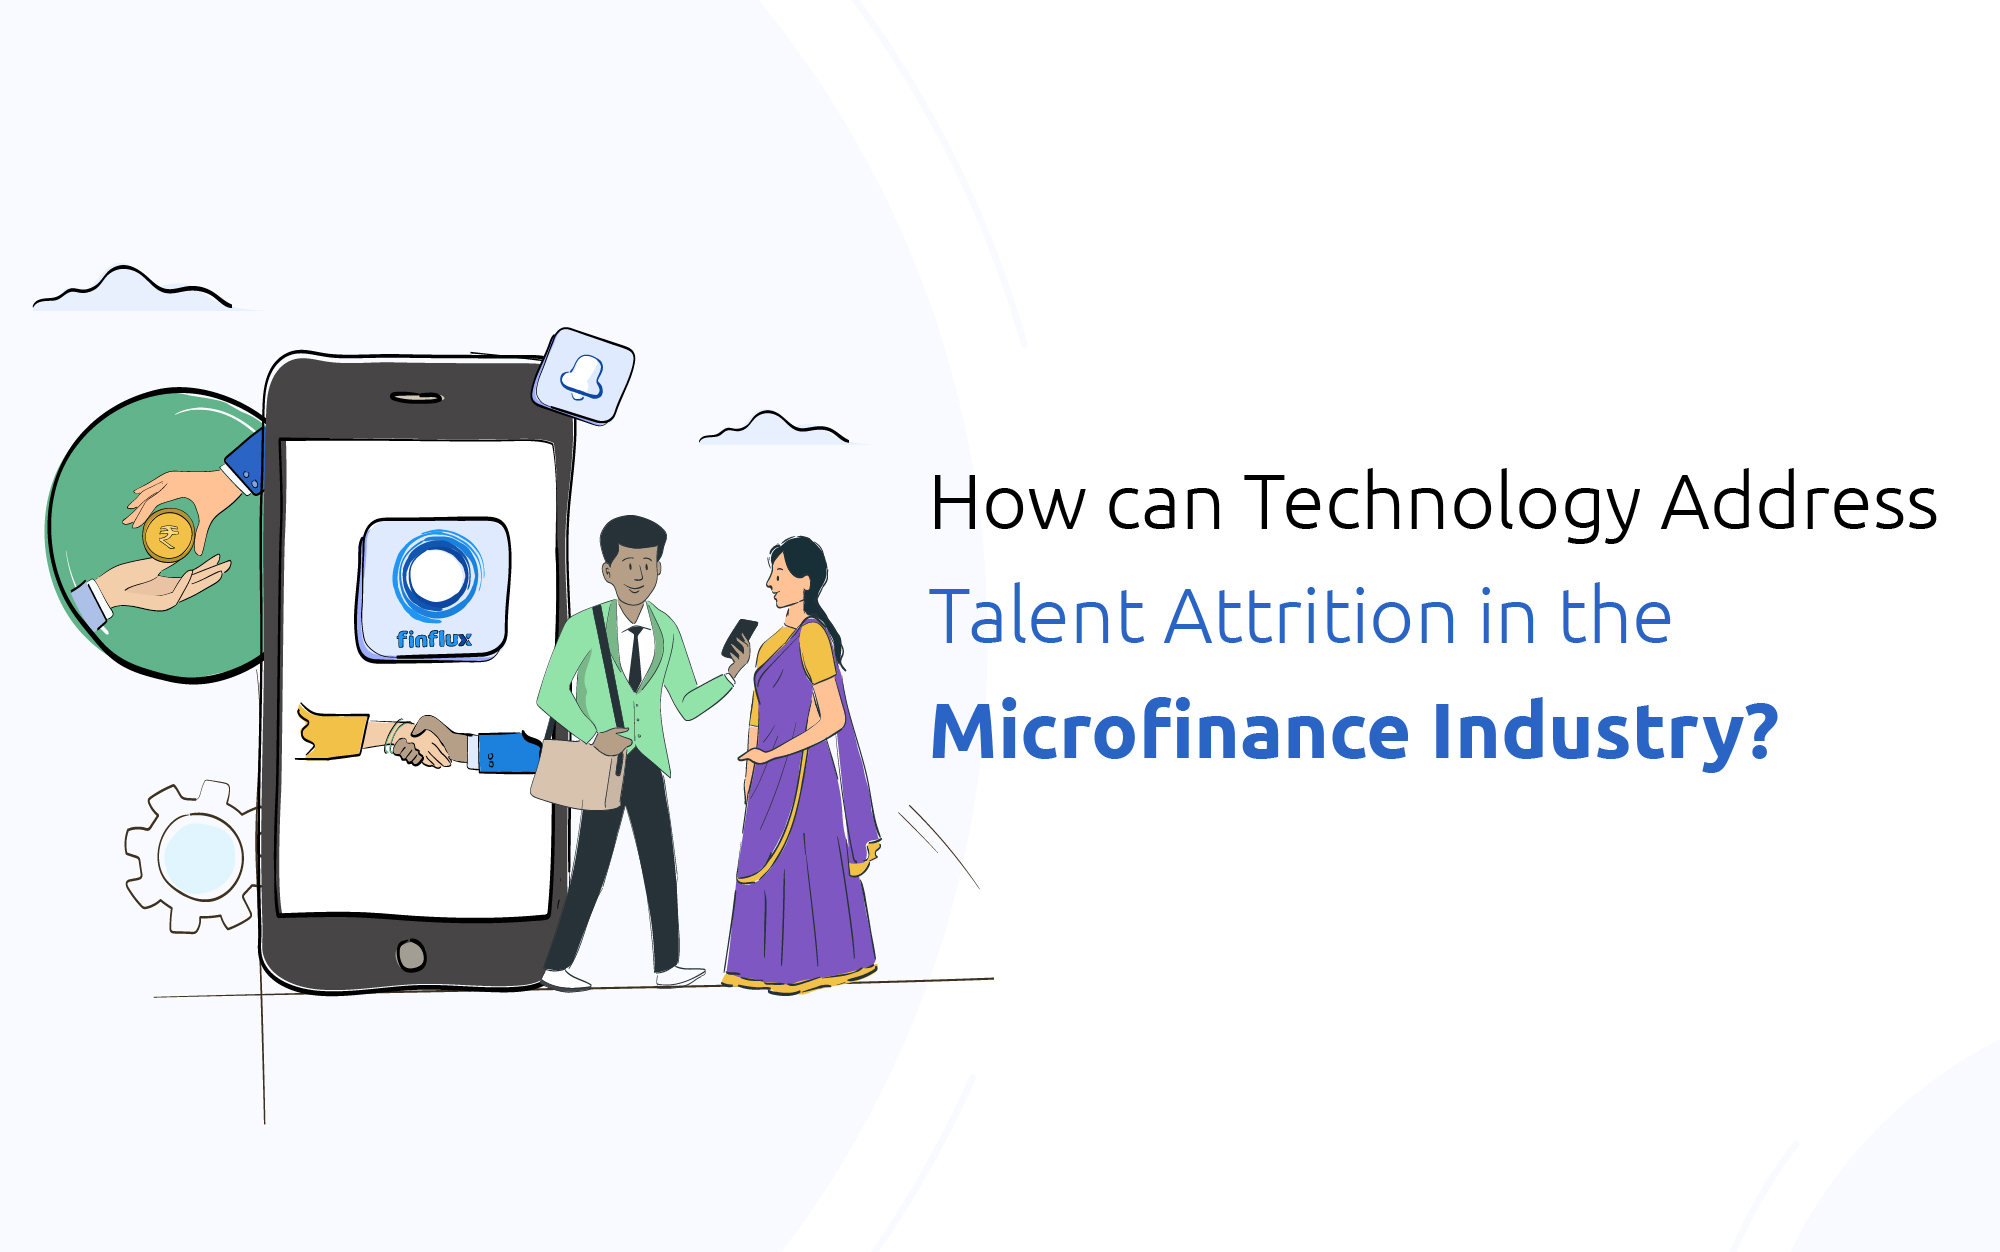 ₹
finflux
How can Technology Address
Talent Attrition in the
Microfinance Industry?